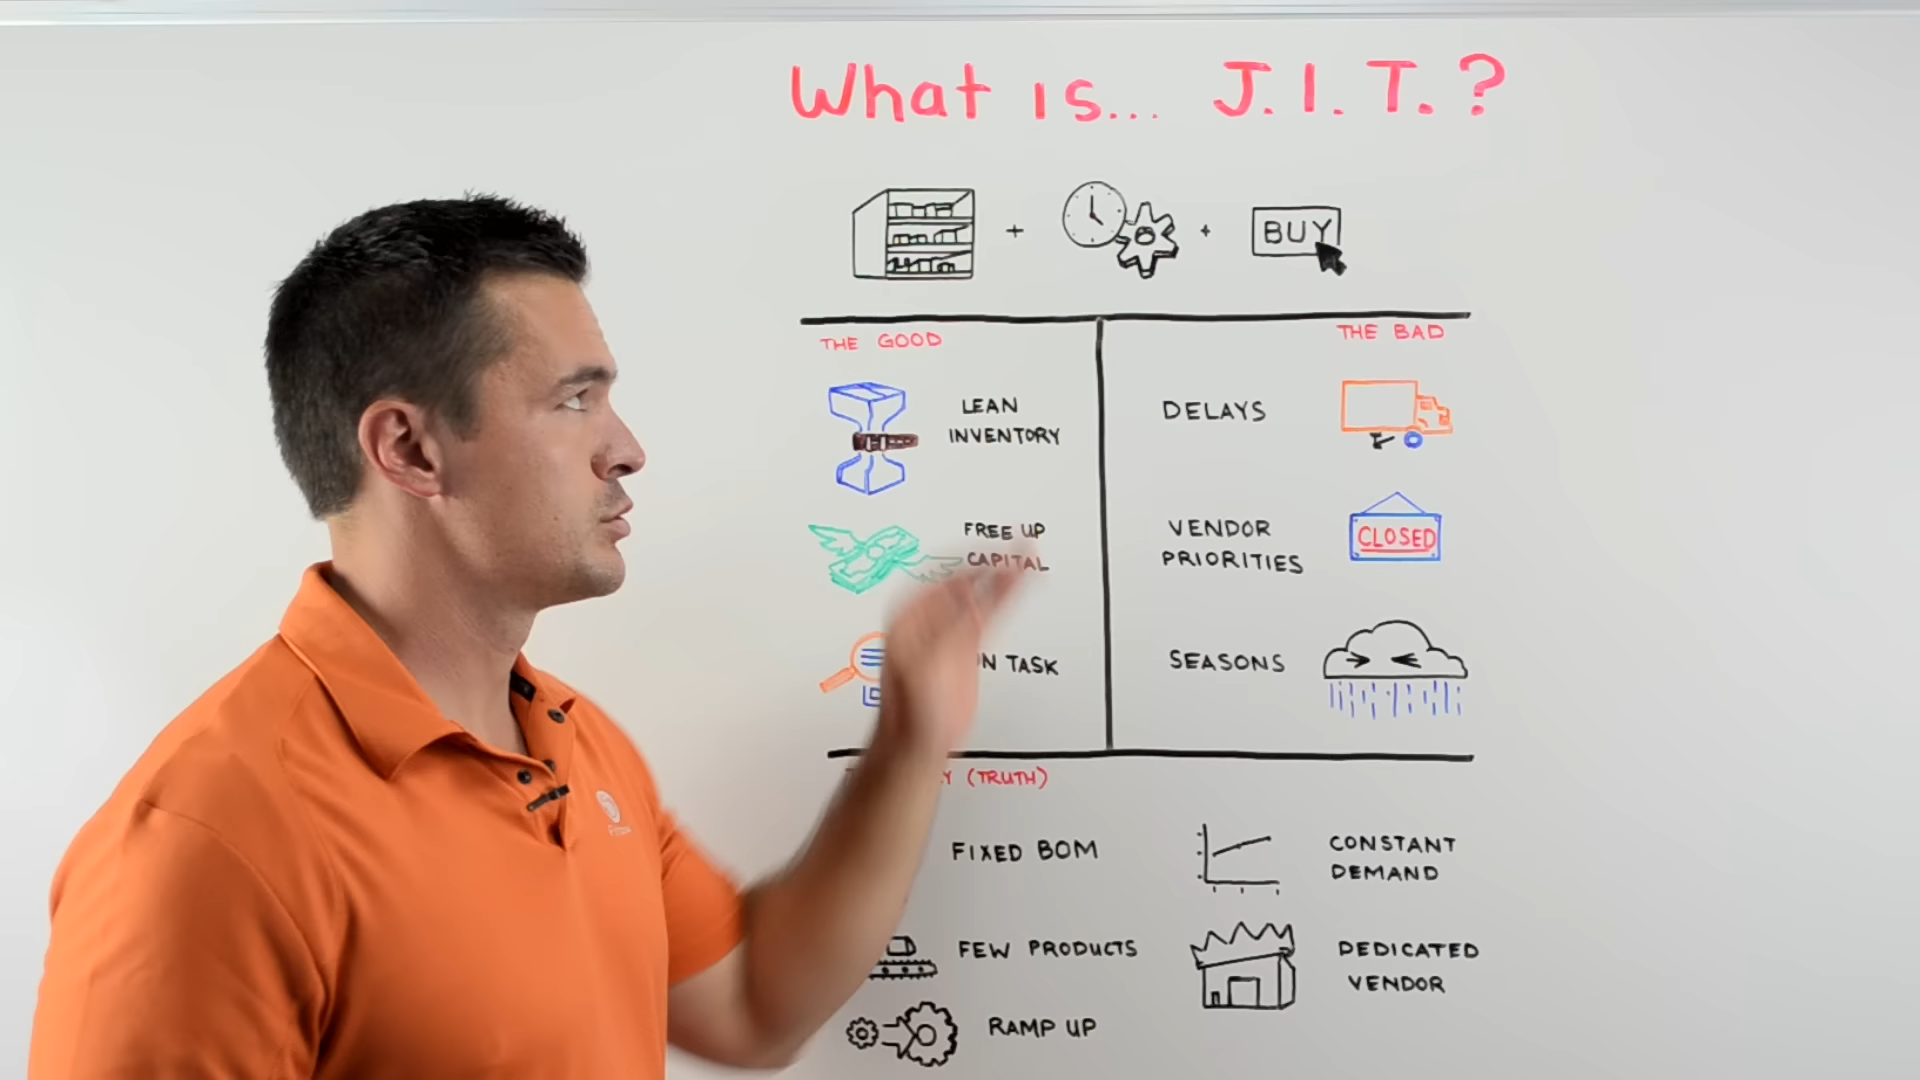 What is... J.I.T.?
BUY
THE GOOD
THE BAD
LEAN
INVENTORY
DELAYS
FREE UP
CAPITAL
VENDOR
PRIORITIES
CLOSED
TASK
SEASONS
(TRUTH)
FIXED BOM
CONSTANT
DEMAND
FEW PRODUCTS
DEDICATED
VENDOR
RAMP UP